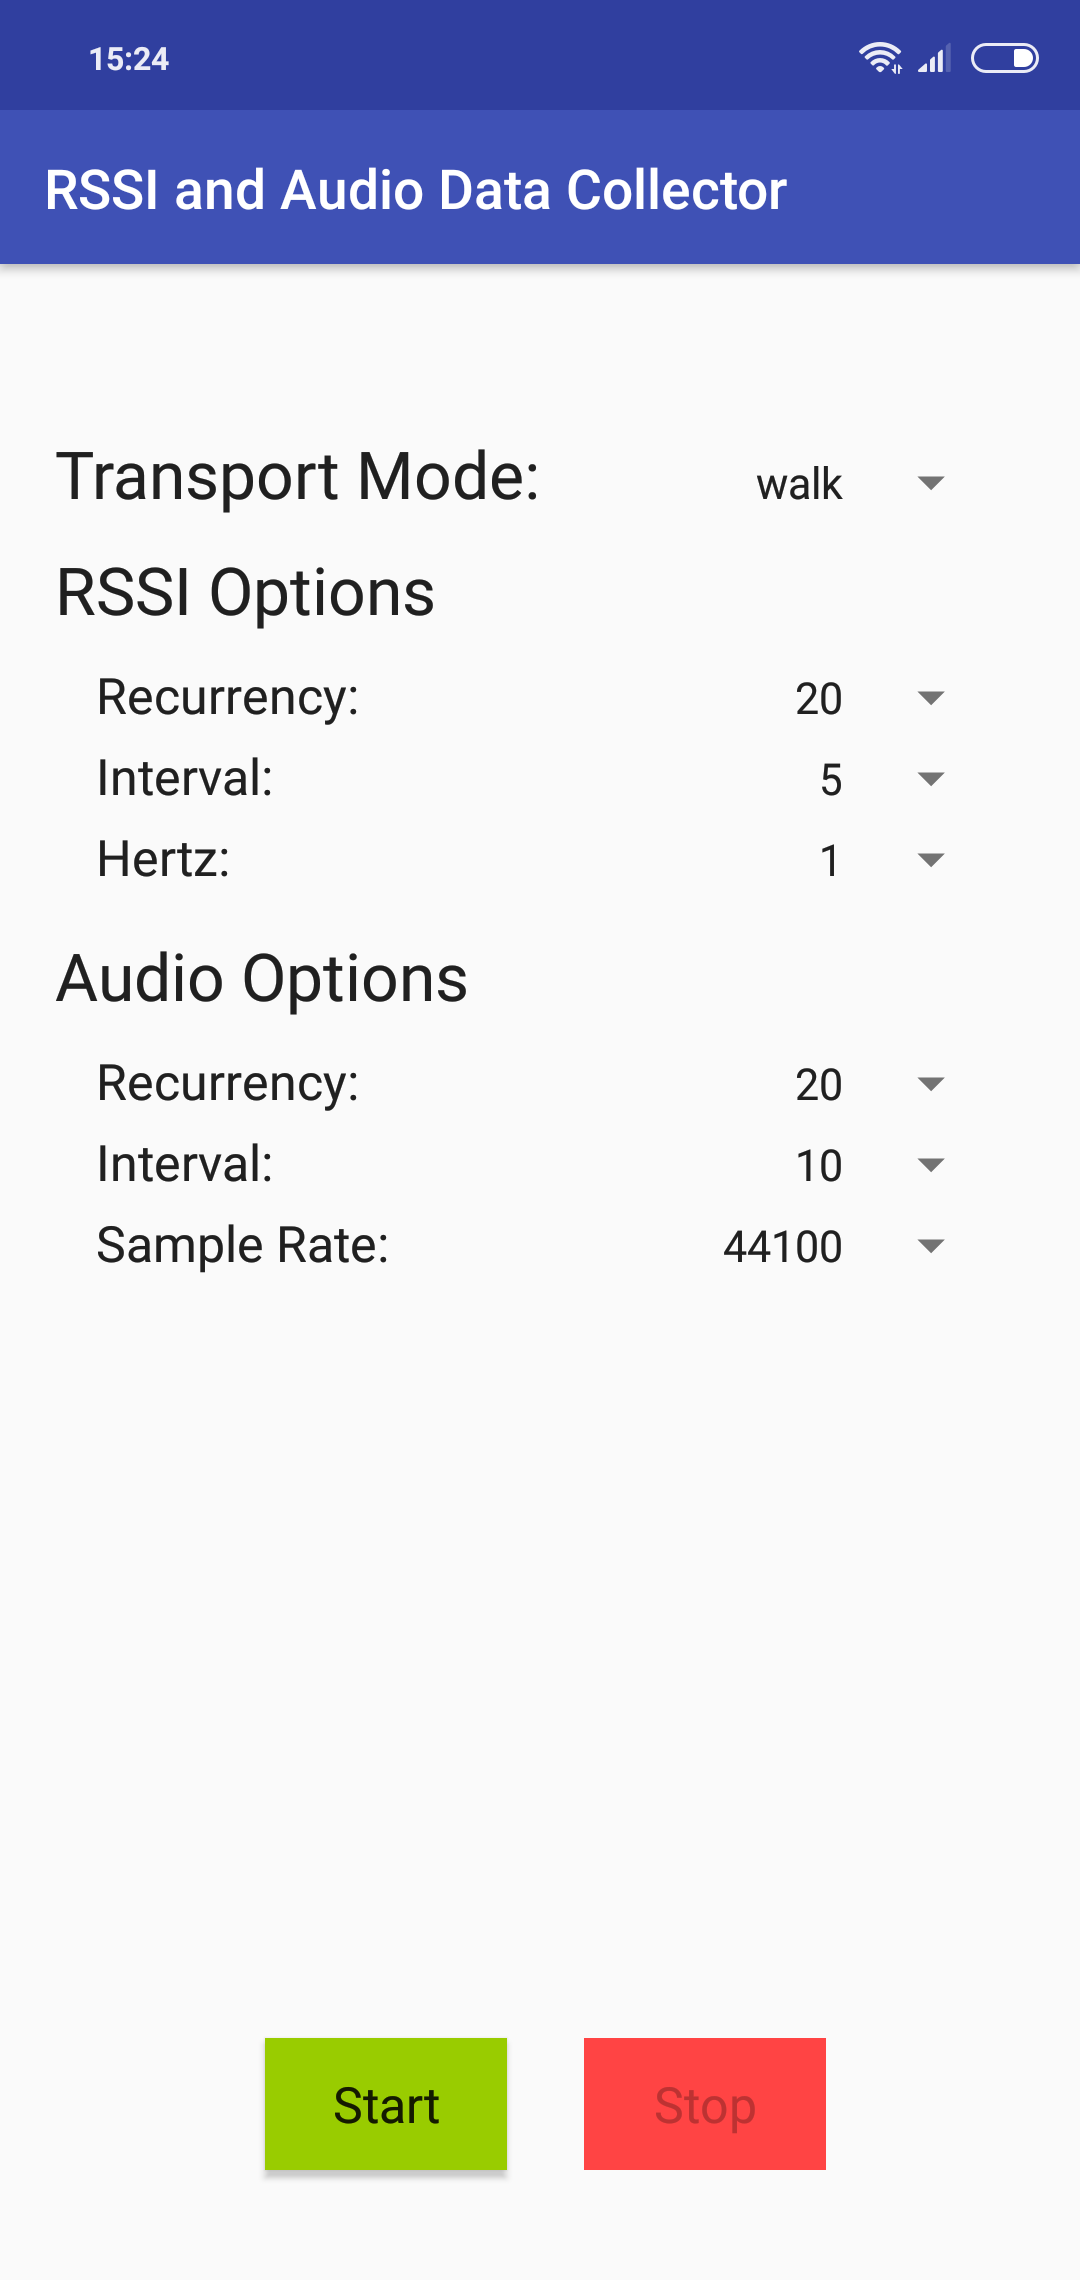 15:24
RSSI and Audio Data Collector
Transport Mode: walk
RSSI Options
Recurrency: 20
Interval: 5
Hertz: 1
Audio Options
Recurrency: 20
Interval: 10
Sample Rate: 44100
Start Stop